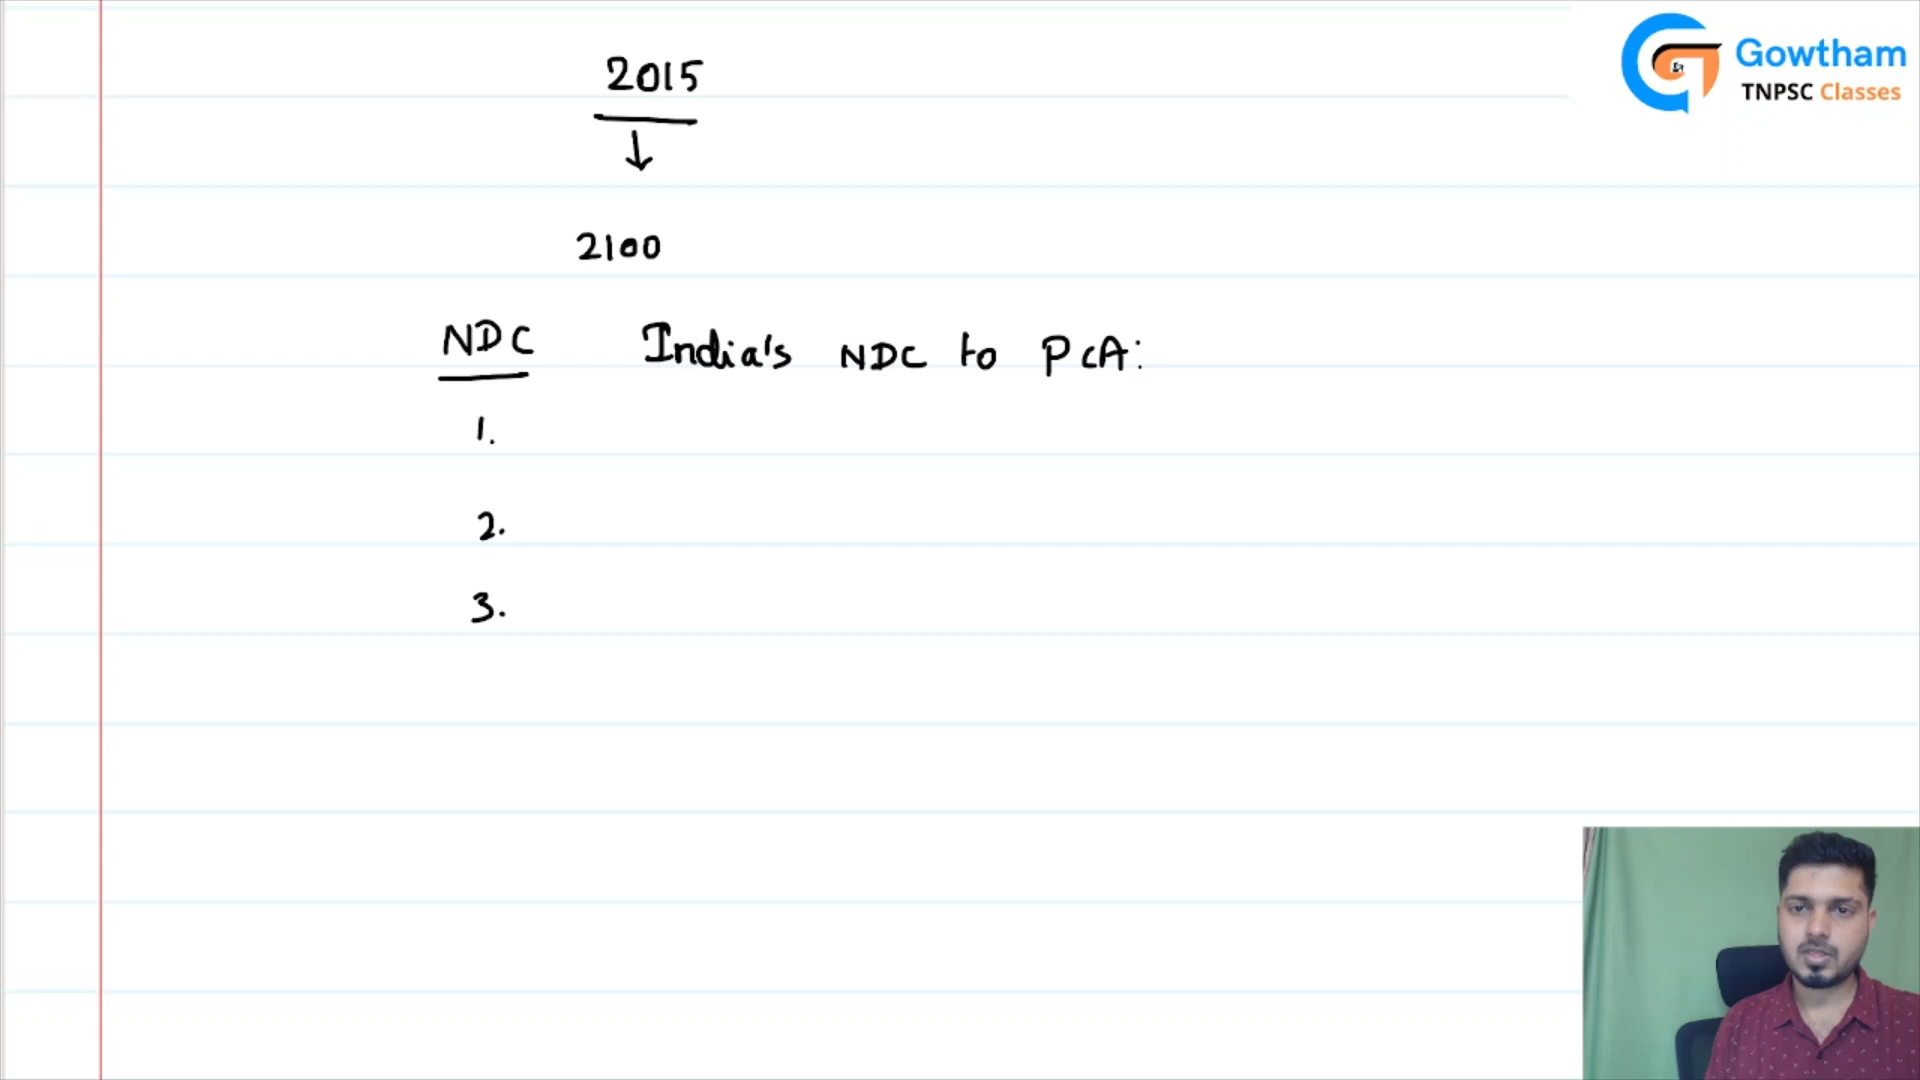 Gowtham
TNPSC Classes
2015
↓
2100
NDC India's NDC to PCA:
1.
2.
3.